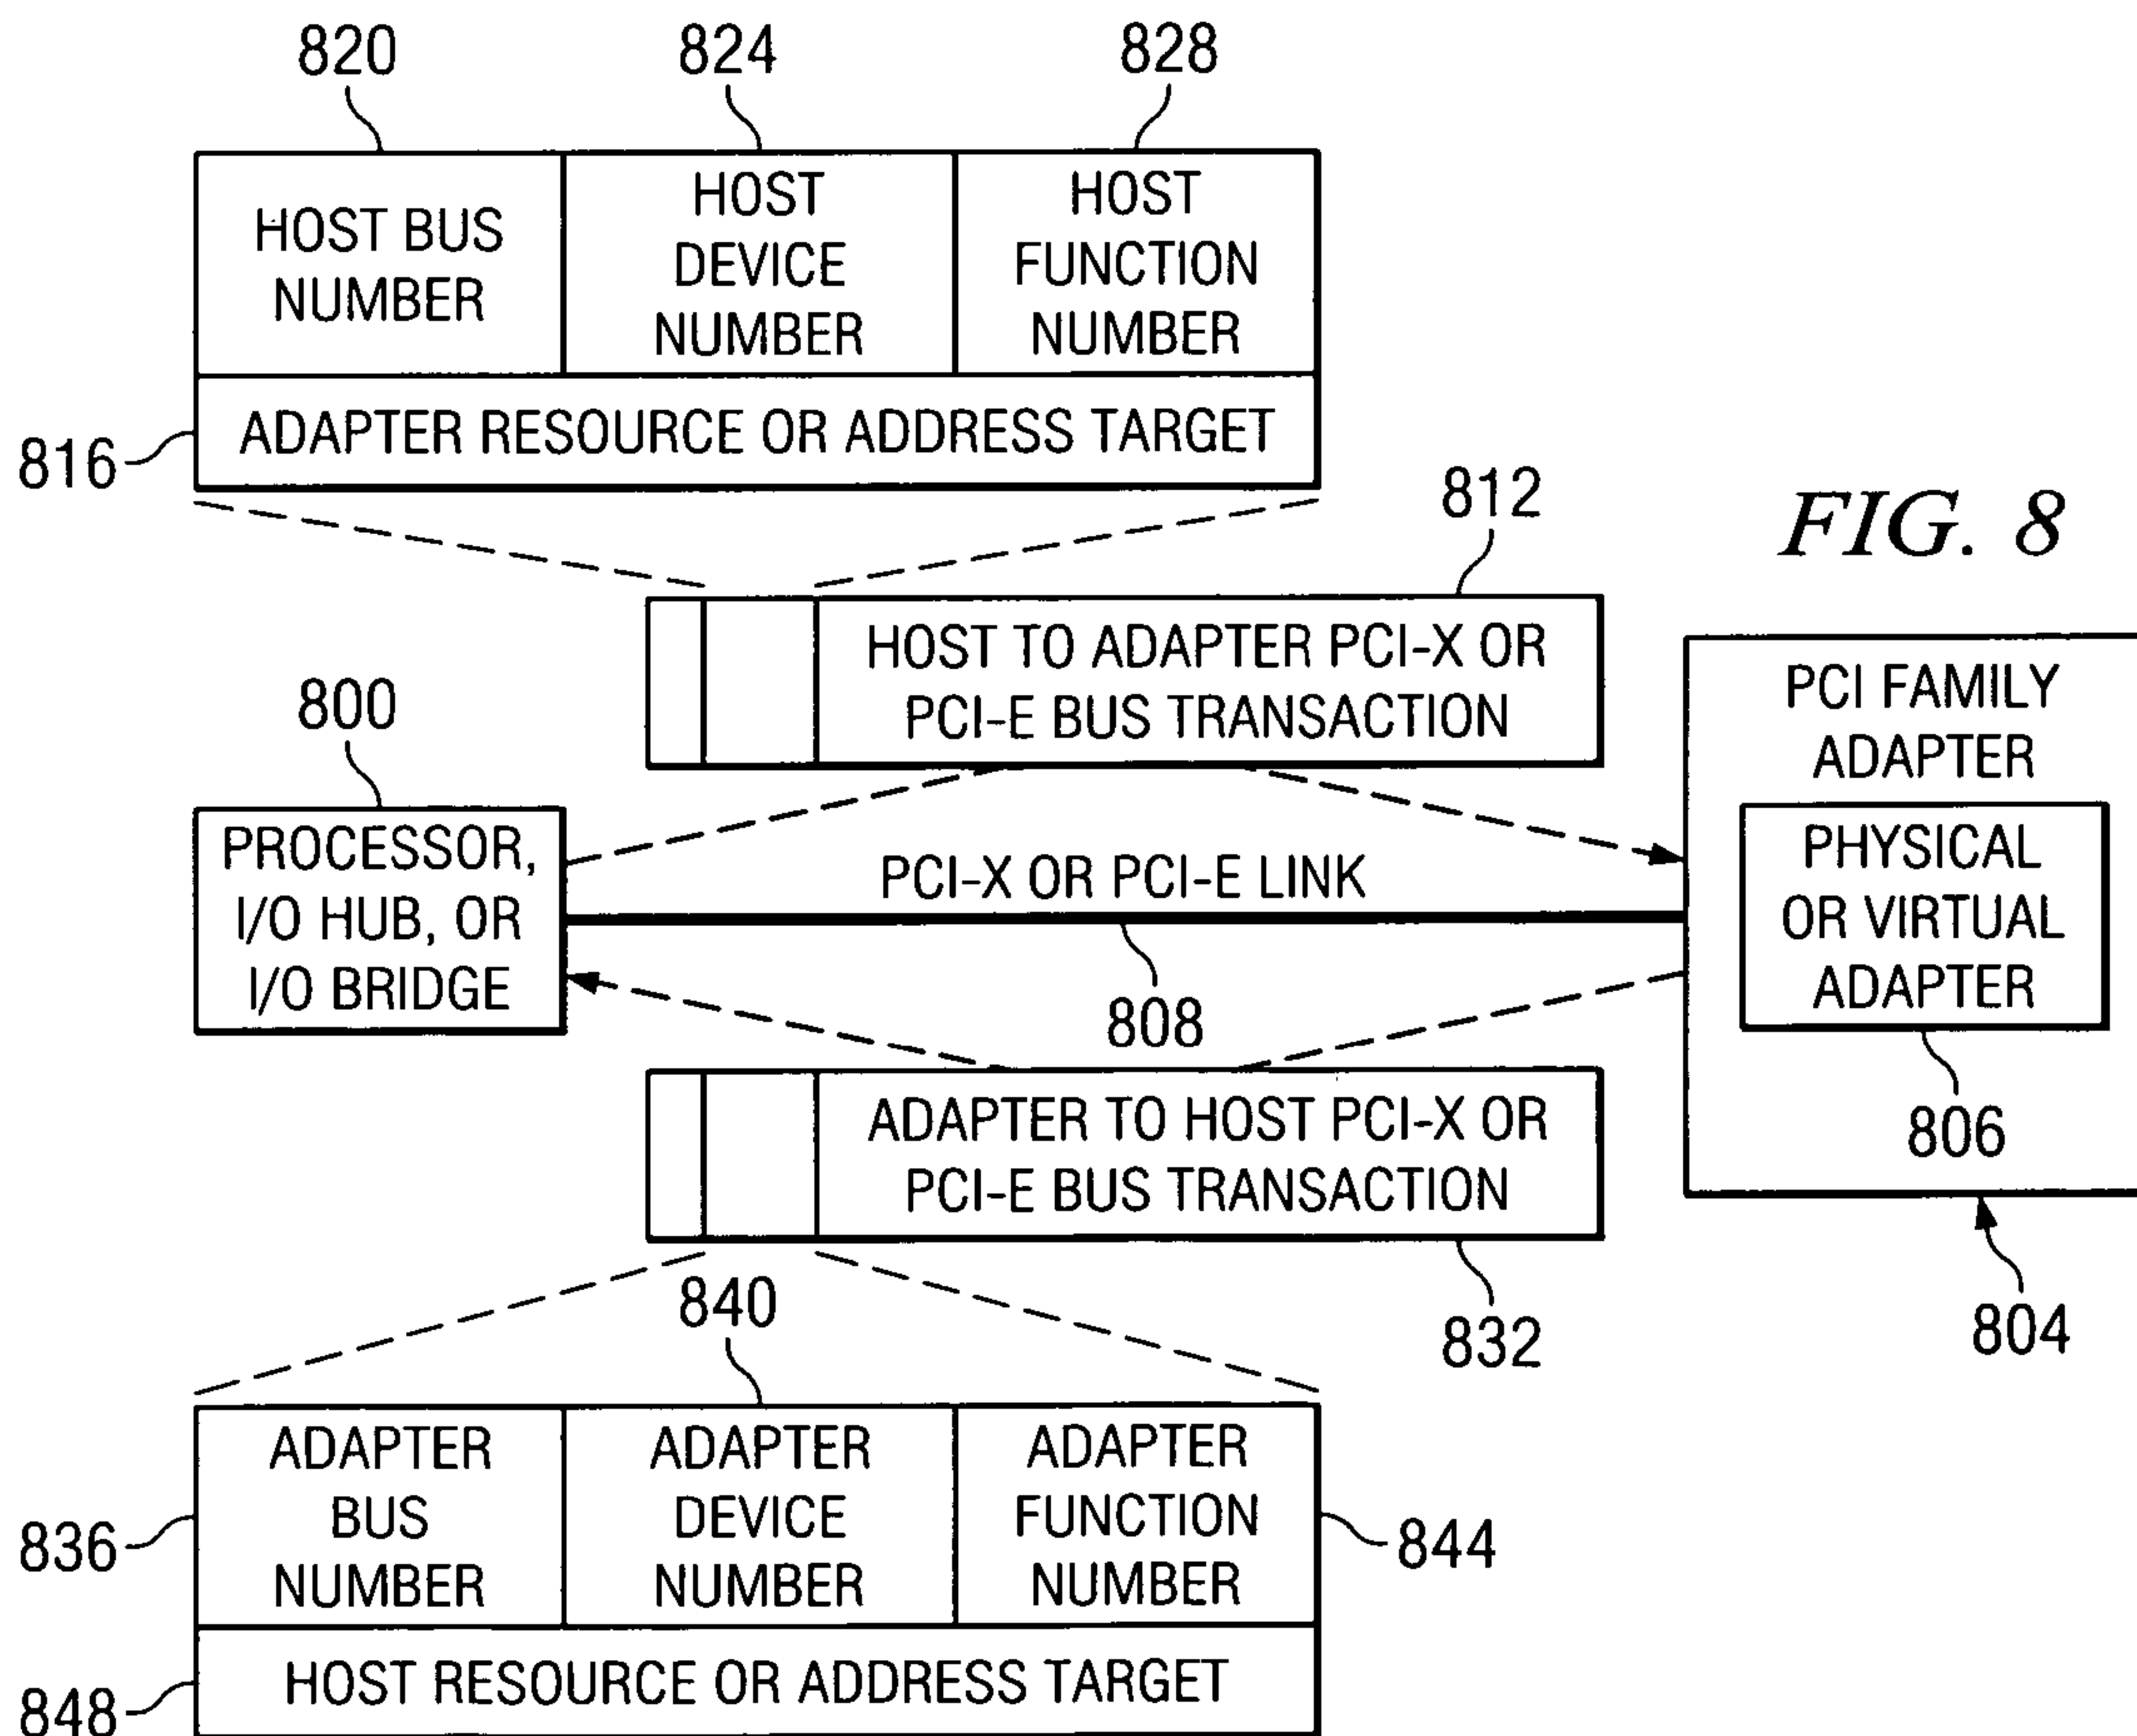 820
824
828
HOST BUS
NUMBER
HOST
DEVICE
NUMBER
HOST
FUNCTION
NUMBER
816
ADAPTER RESOURCE OR ADDRESS TARGET
812
FIG. 8
HOST TO ADAPTER PCI-X OR
PCI-E BUS TRANSACTION
800
PROCESSOR,
I/O HUB, OR
I/O BRIDGE
PCI-X OR PCI-E LINK
808
PCI FAMILY
ADAPTER
PHYSICAL
OR VIRTUAL
ADAPTER
806
804
ADAPTER TO HOST PCI-X OR
PCI-E BUS TRANSACTION
832
840
836
ADAPTER
BUS
NUMBER
ADAPTER
DEVICE
NUMBER
ADAPTER
FUNCTION
NUMBER
844
848
HOST RESOURCE OR ADDRESS TARGET